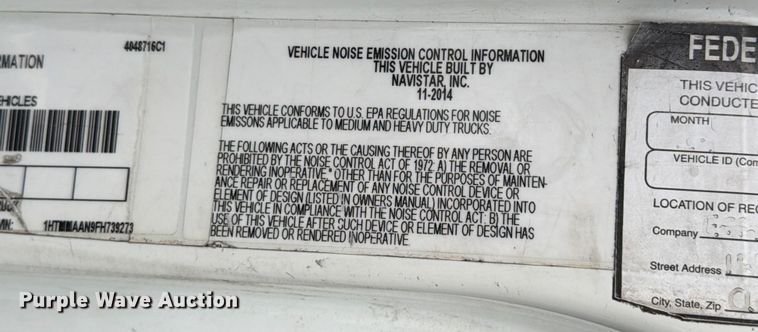 4048716C1
RMATION
EHICLES
VIN: 1HTMMAAN9FH739273
VEHICLE NOISE EMISSION CONTROL INFORMATION
THIS VEHICLE BUILT BY
NAVISTAR, INC.
11-2014
THIS VEHICLE CONFORMS TO U.S. EPA REGULATIONS FOR NOISE
EMISSONS APPLICABLE TO MEDIUM AND HEAVY DUTY TRUCKS.
THE FOLLOWING ACTS OR THE CAUSING THEREOF BY ANY PERSON ARE
PROHIBITED BY THE NOISE CONTROL ACT OF 1972: A) THE REMOVAL OR
RENDERING INOPERATIVE* OTHER THAN FOR THE PURPOSES OF MAINTEN-
ANCE REPAIR OR REPLACEMENT OF ANY NOISE CONTROL DEVICE OR
ELEMENT OF DESIGN (LISTED IN OWNERS MANUAL) INCORPORATED INTO
THIS VEHICLE IN COMPLIANCE WITH THE NOISE CONTROL ACT: B) THE
USE OF THIS VEHICLE AFTER SUCH DEVICE OR ELEMENT OF DESIGN HAS
BEEN REMOVED OR RENDERED INOPERATIVE.
FEDE
THIS VEHIC
CONDUCTE
MONTH
VEHICLE ID (Com
LOCATION OF REC
Company
Street Address
City, State, Zip
Purple Wave Auction